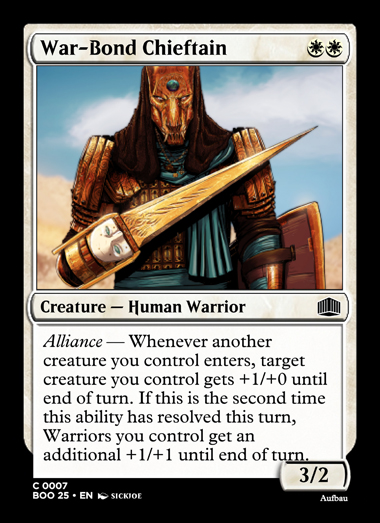 War-Bond Chieftain
Creature — Human Warrior
Alliance — Whenever another
creature you control enters, target
creature you control gets +1/+0 until
end of turn. If this is the second time
this ability has resolved this turn,
Warriors you control get an
additional +1/+1 until end of turn.
3/2
C 0007
BOO 25 • EN SICKJOE
Aufbau